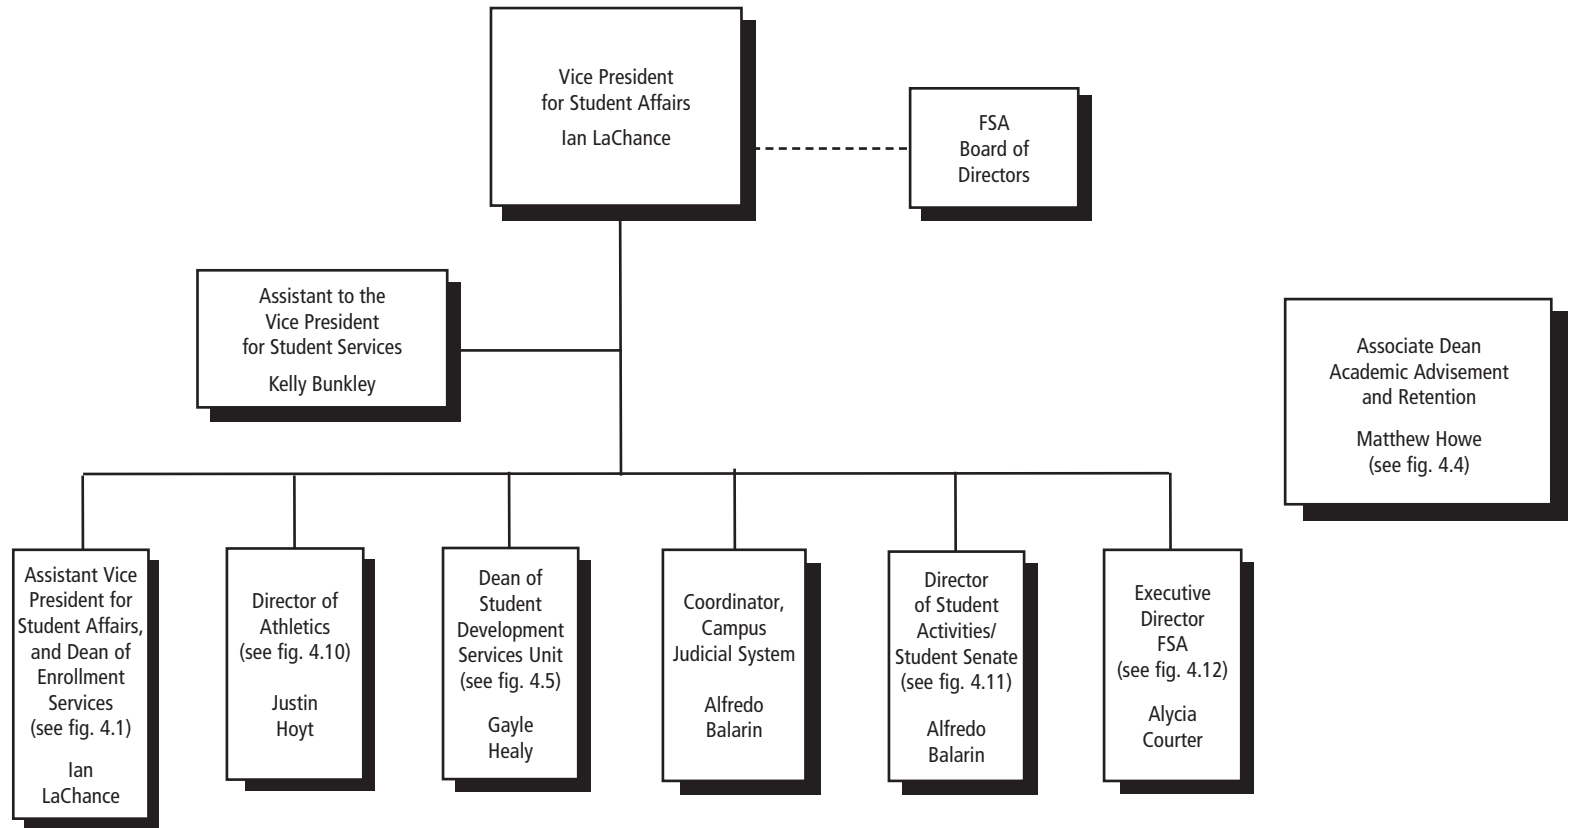 Vice President
for Student Affairs
Ian LaChance
FSA
Board of
Directors
Assistant to the
Vice President
for Student Services
Kelly Bunkley
Associate Dean
Academic Advisement
and Retention
Matthew Howe
(see fig. 4.4)
Assistant Vice
President for
Student Affairs,
and Dean of
Enrollment
Services
(see fig. 4.1)
Ian
LaChance
Director of
Athletics
(see fig. 4.10)
Justin
Hoyt
Dean of
Student
Development
Services Unit
(see fig. 4.5)
Gayle
Healy
Coordinator,
Campus
Judicial System
Alfredo
Balarin
Director
of Student
Activities/
Student Senate
(see fig. 4.11)
Alfredo
Balarin
Executive
Director
FSA
(see fig. 4.12)
Alycia
Courter